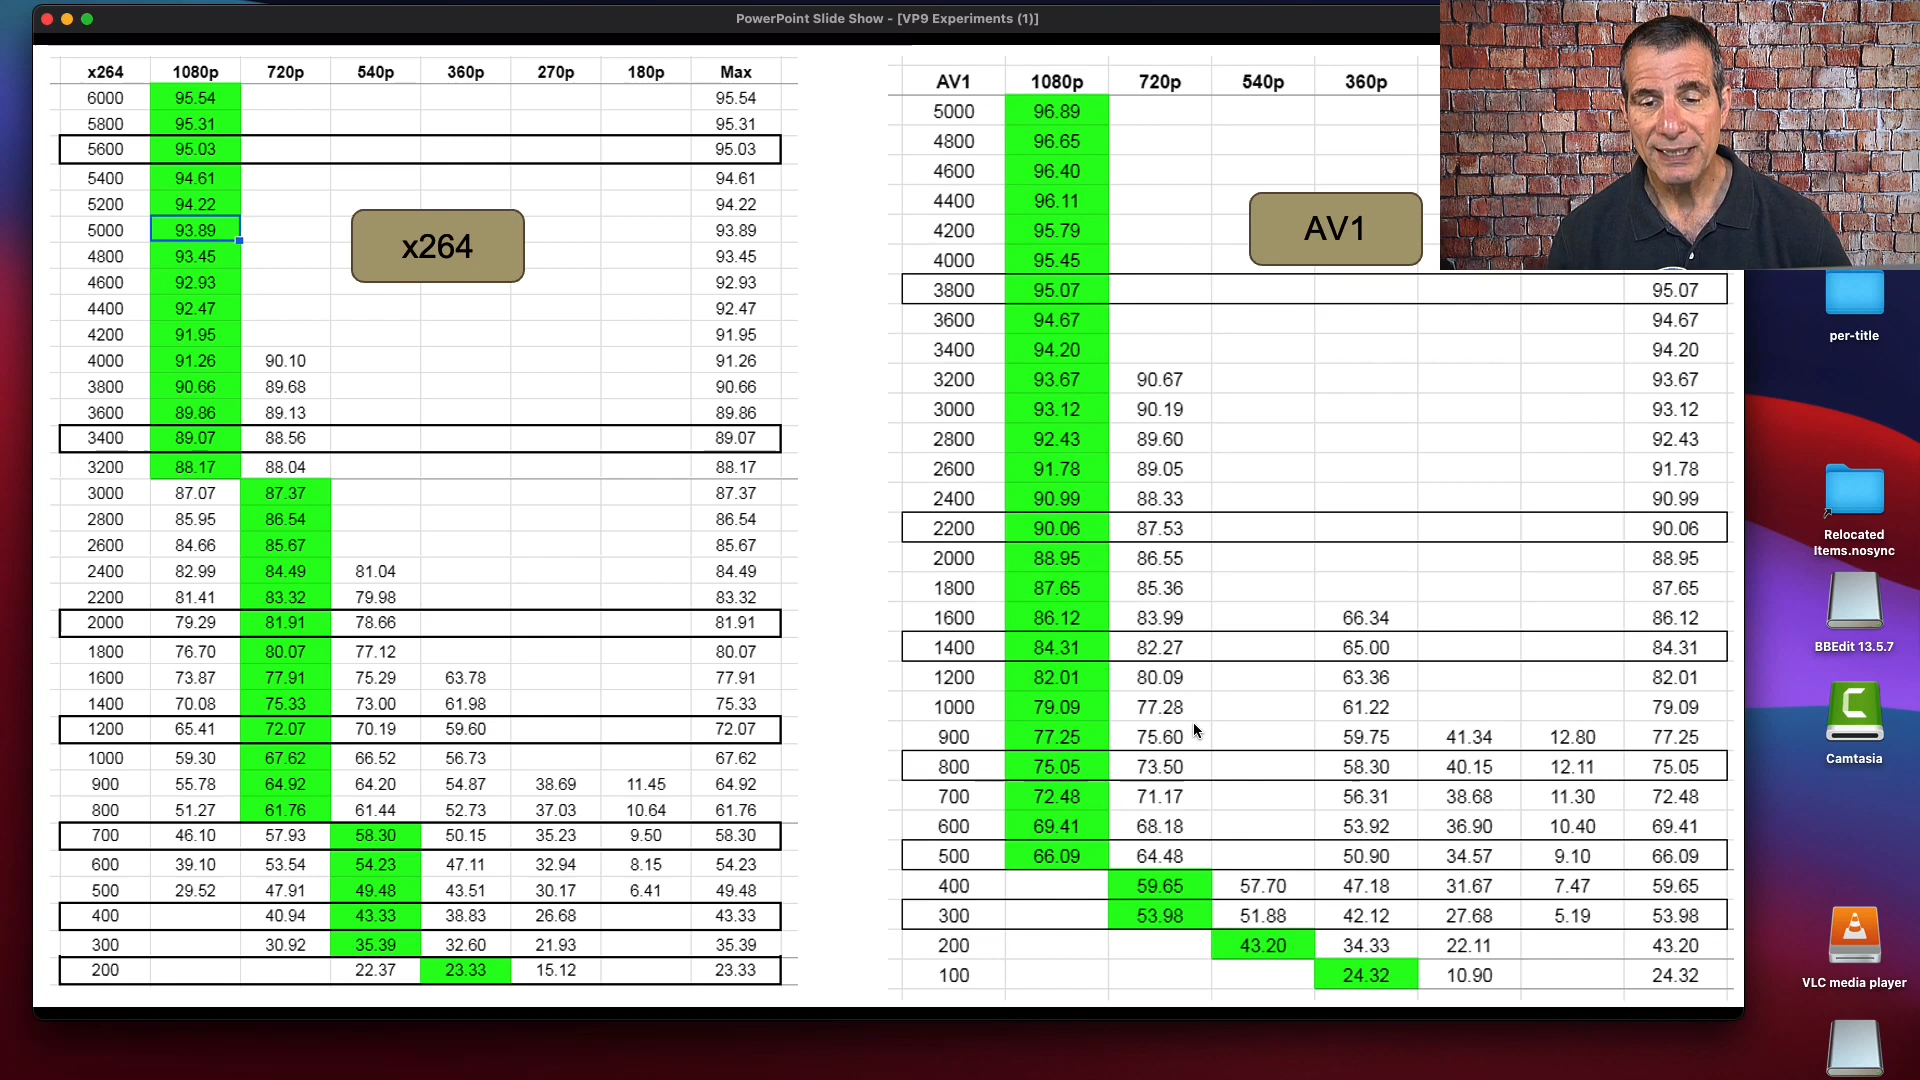 PowerPoint Slide Show - [VP9 Experiments (1)]
x264 1080p 720p 540p 360p 270p 180p Max
6000 95.54 95.54
5800 95.31 95.31
5600 95.03 95.03
5400 94.61 94.61
5200 94.22 94.22
5000 93.89 93.89
4800 93.45 93.45
4600 92.93 92.93
4400 92.47 92.47
4200 91.95 91.95
4000 91.26 90.10 91.26
3800 90.66 89.68 90.66
3600 89.86 89.13 89.86
3400 89.07 88.56 89.07
3200 88.17 88.04 88.17
3000 87.07 87.37 87.37
2800 85.95 86.54 86.54
2600 84.66 85.67 85.67
2400 82.99 84.49 81.04 84.49
2200 81.41 83.32 79.98 83.32
2000 79.29 81.91 78.66 81.91
1800 76.70 80.07 77.12 80.07
1600 73.87 77.91 75.29 63.78 77.91
1400 70.08 75.33 73.00 61.98 75.33
1200 65.41 72.07 70.19 59.60 72.07
1000 59.30 67.62 66.52 56.73 67.62
900 55.78 64.92 64.20 54.87 38.69 11.45 64.92
800 51.27 61.76 61.44 52.73 37.03 10.64 61.76
700 46.10 57.93 58.30 50.15 35.23 9.50 58.30
600 39.10 53.54 54.23 47.11 32.94 8.15 54.23
500 29.52 47.91 49.48 43.51 30.17 6.41 49.48
400 40.94 43.33 38.83 26.68 43.33
300 30.92 35.39 32.60 21.93 35.39
200 22.37 23.33 15.12 23.33
x264
AV1 1080p 720p 540p 360p
5000 96.89
4800 96.65
4600 96.40
4400 96.11
4200 95.79
4000 95.45
3800 95.07 95.07
3600 94.67 94.67
3400 94.20 94.20
3200 93.67 90.67 93.67
3000 93.12 90.19 93.12
2800 92.43 89.60 92.43
2600 91.78 89.05 91.78
2400 90.99 88.33 90.99
2200 90.06 87.53 90.06
2000 88.95 86.55 88.95
1800 87.65 85.36 87.65
1600 86.12 83.99 66.34 86.12
1400 84.31 82.27 65.00 84.31
1200 82.01 80.09 63.36 82.01
1000 79.09 77.28 61.22 79.09
900 77.25 75.60 59.75 41.34 12.80 77.25
800 75.05 73.50 58.30 40.15 12.11 75.05
700 72.48 71.17 56.31 38.68 11.30 72.48
600 69.41 68.18 53.92 36.90 10.40 69.41
500 66.09 64.48 50.90 34.57 9.10 66.09
400 59.65 57.70 47.18 31.67 7.47 59.65
300 53.98 51.88 42.12 27.68 5.19 53.98
200 43.20 34.33 22.11 43.20
100 24.32 10.90 24.32
AV1
per-title
Relocated
Items.nosync
BBEdit 13.5.7
Camtasia
VLC media player